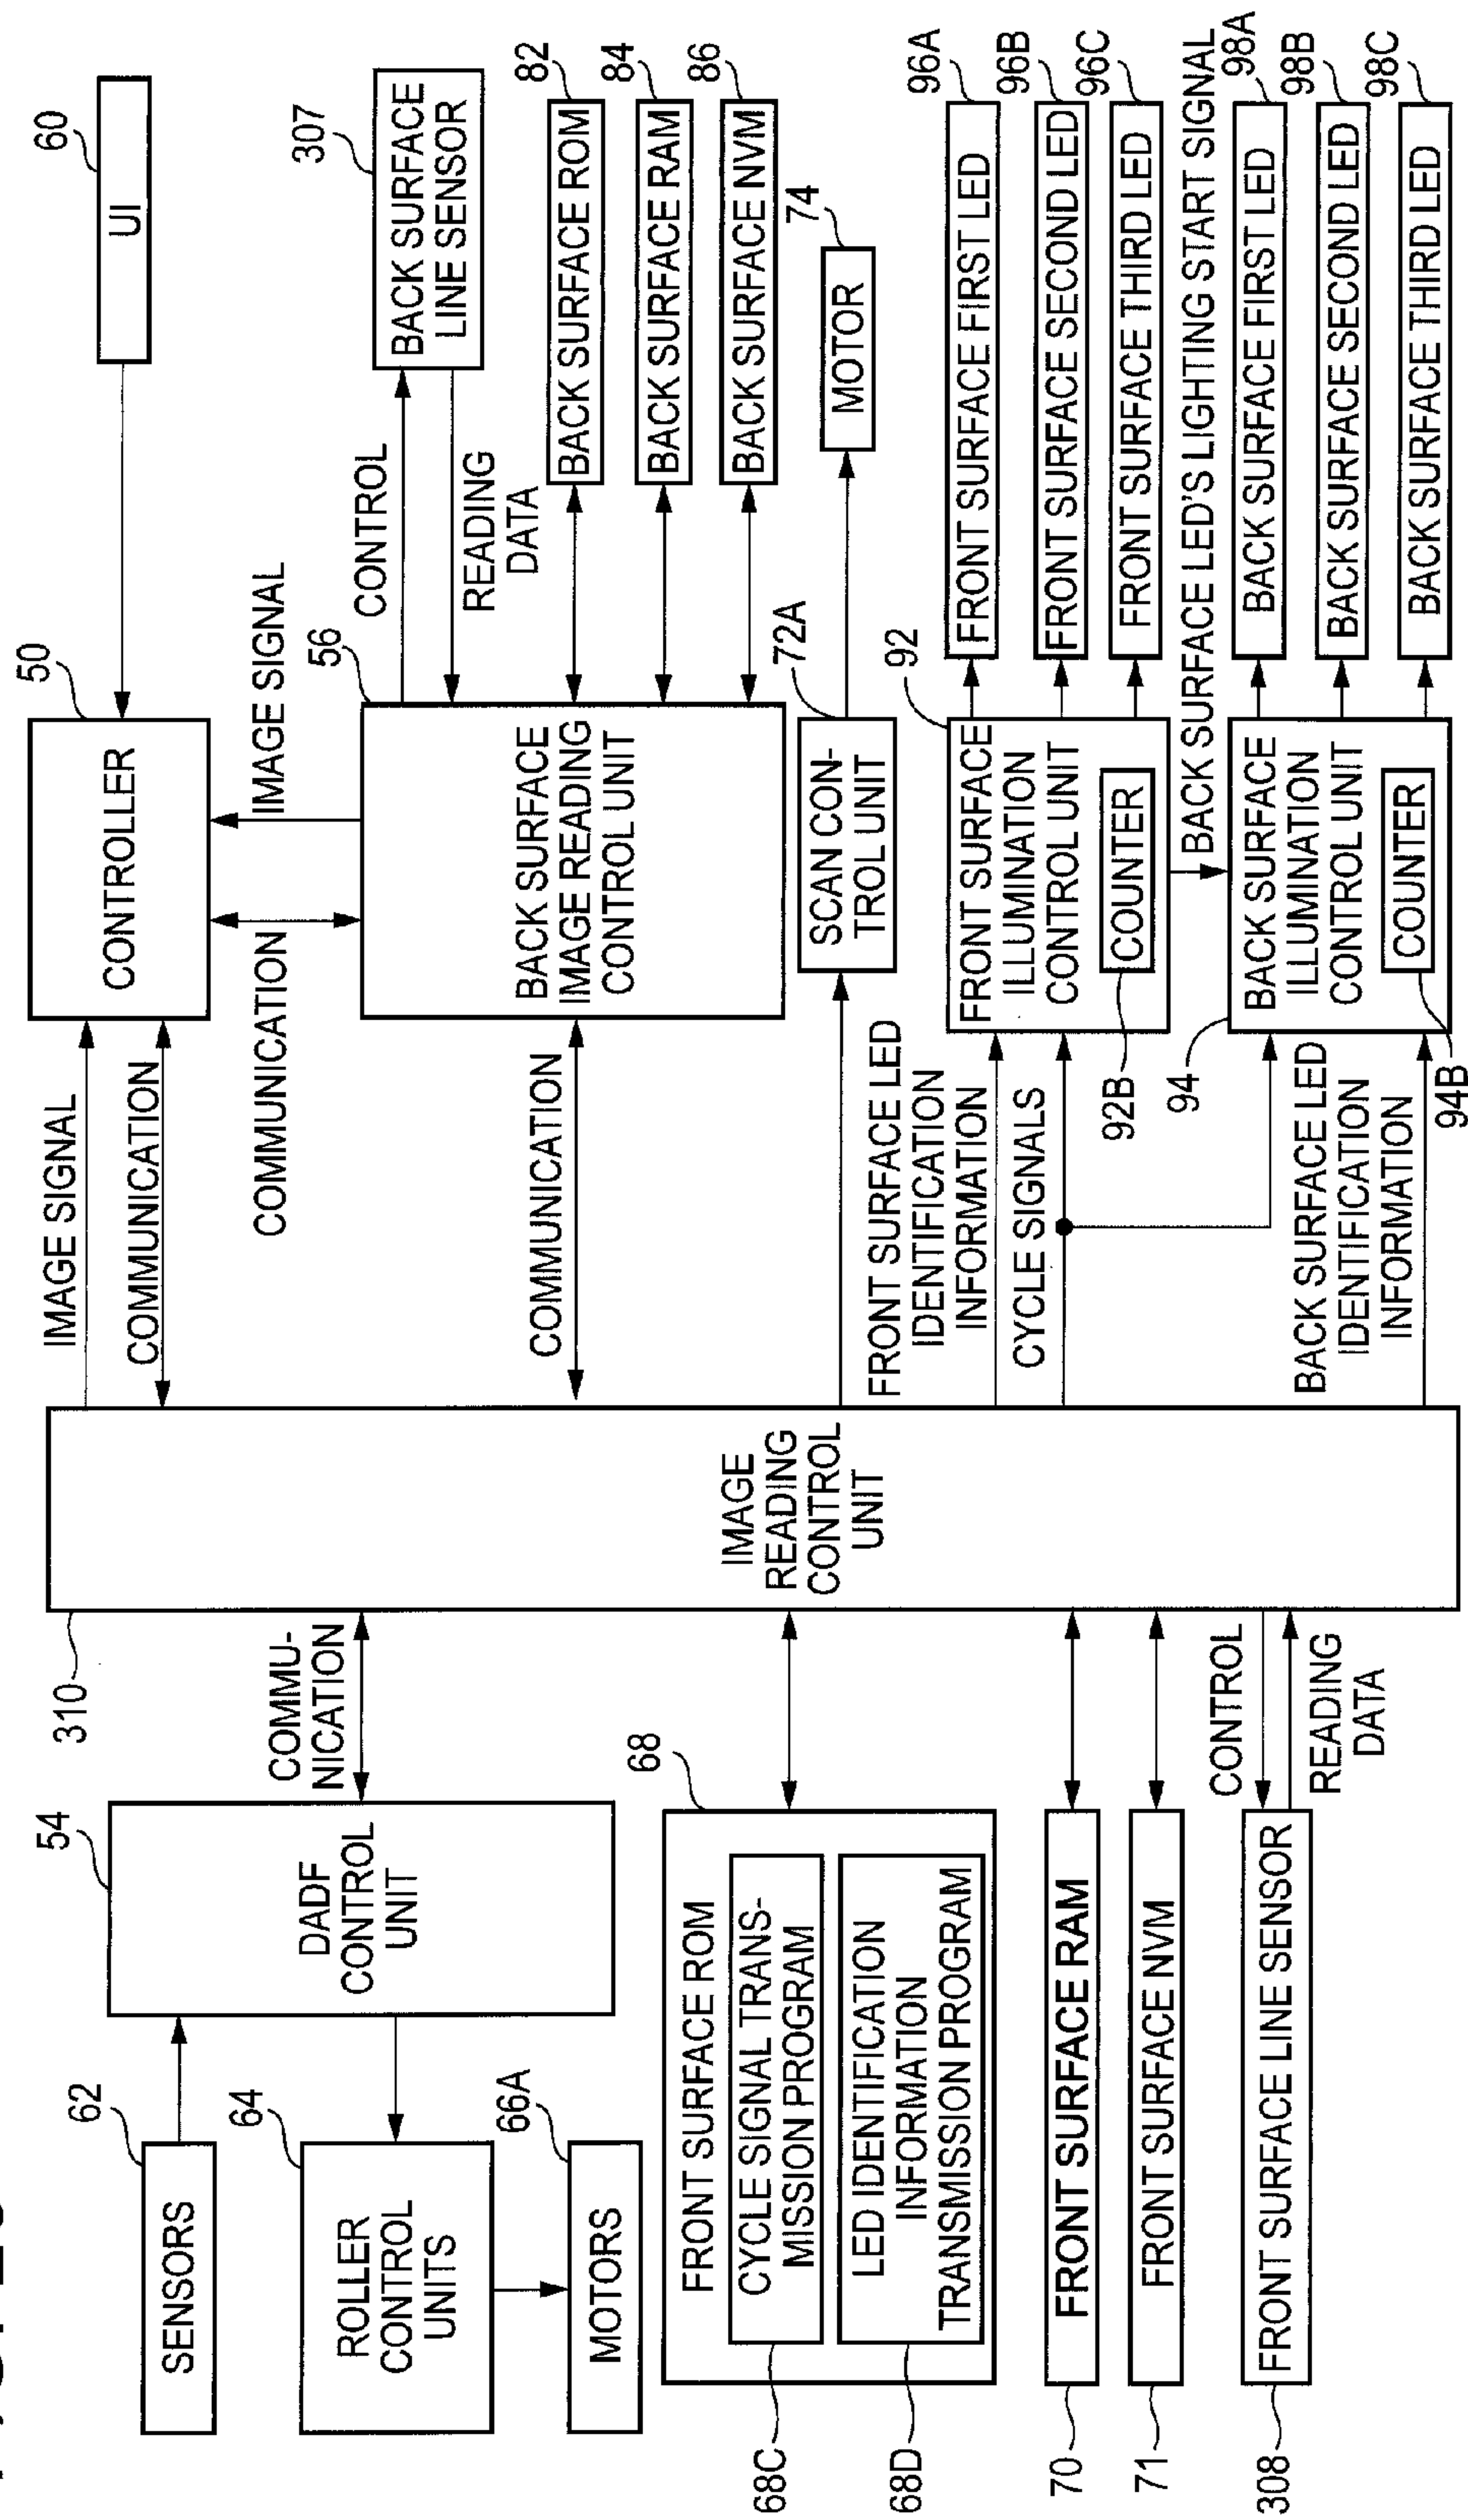 60
UI
50
CONTROLLER
IMAGE SIGNAL
COMMUNICATION
IMAGE SIGNAL
COMMUNICATION
307
BACK SURFACE
LINE SENSOR
CONTROL
READING
DATA
56
BACK SURFACE
IMAGE READING
CONTROL UNIT
COMMUNICATION
82
BACK SURFACE ROM
84
BACK SURFACE RAM
86
BACK SURFACE NVM
74
MOTOR
72A
SCAN CON-
TROL UNIT
92
FRONT SURFACE
ILLUMINATION
CONTROL UNIT
COUNTER
92B
FRONT SURFACE LED
IDENTIFICATION
INFORMATION
CYCLE SIGNALS
96A
FRONT SURFACE FIRST LED
96B
FRONT SURFACE SECOND LED
96C
FRONT SURFACE THIRD LED
BACK SURFACE LED'S LIGHTING START SIGNAL
94
BACK SURFACE
ILLUMINATION
CONTROL UNIT
COUNTER
94B
BACK SURFACE LED
IDENTIFICATION
INFORMATION
98A
BACK SURFACE FIRST LED
98B
BACK SURFACE SECOND LED
98C
BACK SURFACE THIRD LED
310
IMAGE
READING
CONTROL
UNIT
COMMU-
NICATION
54
DADF
CONTROL
UNIT
62
SENSORS
64
ROLLER
CONTROL
UNITS
66A
MOTORS
68
FRONT SURFACE ROM
CYCLE SIGNAL TRANS-
MISSION PROGRAM
68C
LED IDENTIFICATION
INFORMATION
TRANSMISSION PROGRAM
68D
FRONT SURFACE RAM
70
FRONT SURFACE NVM
71
CONTROL
READING
DATA
FRONT SURFACE LINE SENSOR
308